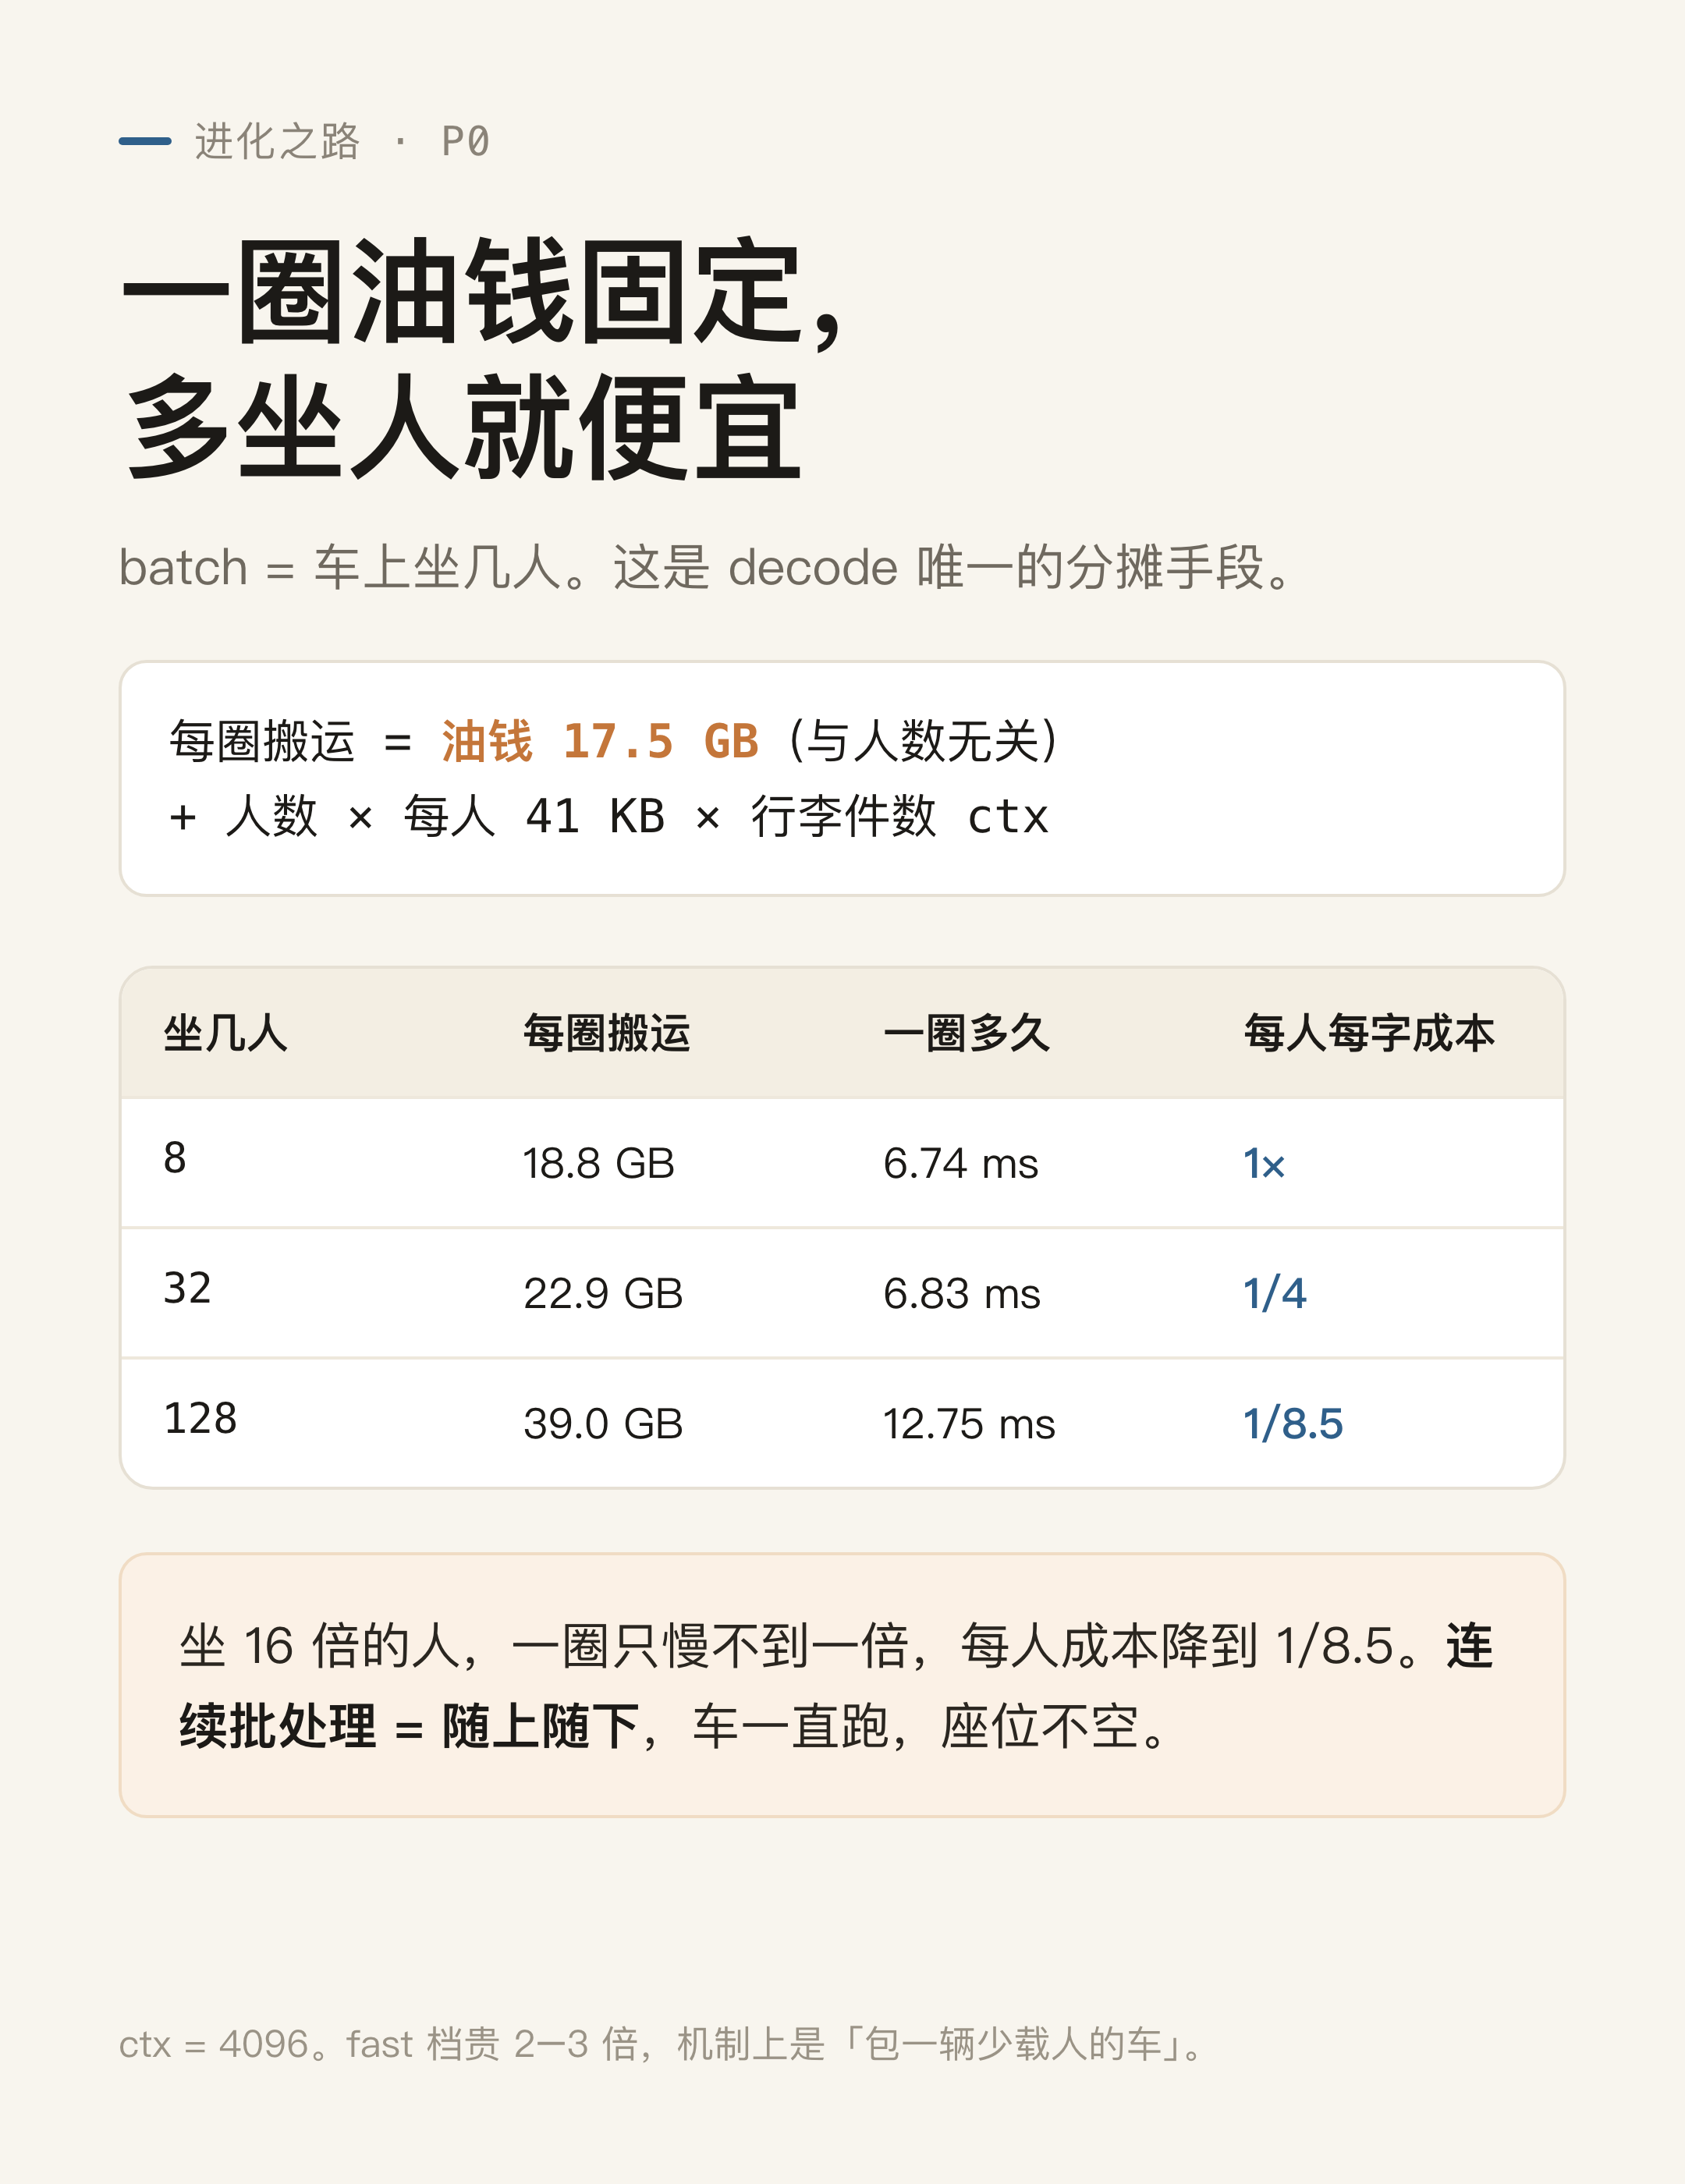 进化之路 · P0
一圈油钱固定，
多坐人就便宜
batch = 车上坐几人。这是 decode 唯一的分摊手段。
每圈搬运 = 油钱 17.5 GB（与人数无关）
+ 人数 × 每人 41 KB × 行李件数 ctx
坐几人 每圈搬运 一圈多久 每人每字成本
8 18.8 GB 6.74 ms 1×
32 22.9 GB 6.83 ms 1/4
128 39.0 GB 12.75 ms 1/8.5
坐 16 倍的人，一圈只慢不到一倍，每人成本降到 1/8.5。连
续批处理 = 随上随下，车一直跑，座位不空。
ctx = 4096。fast 档贵 2–3 倍，机制上是「包一辆少载人的车」。